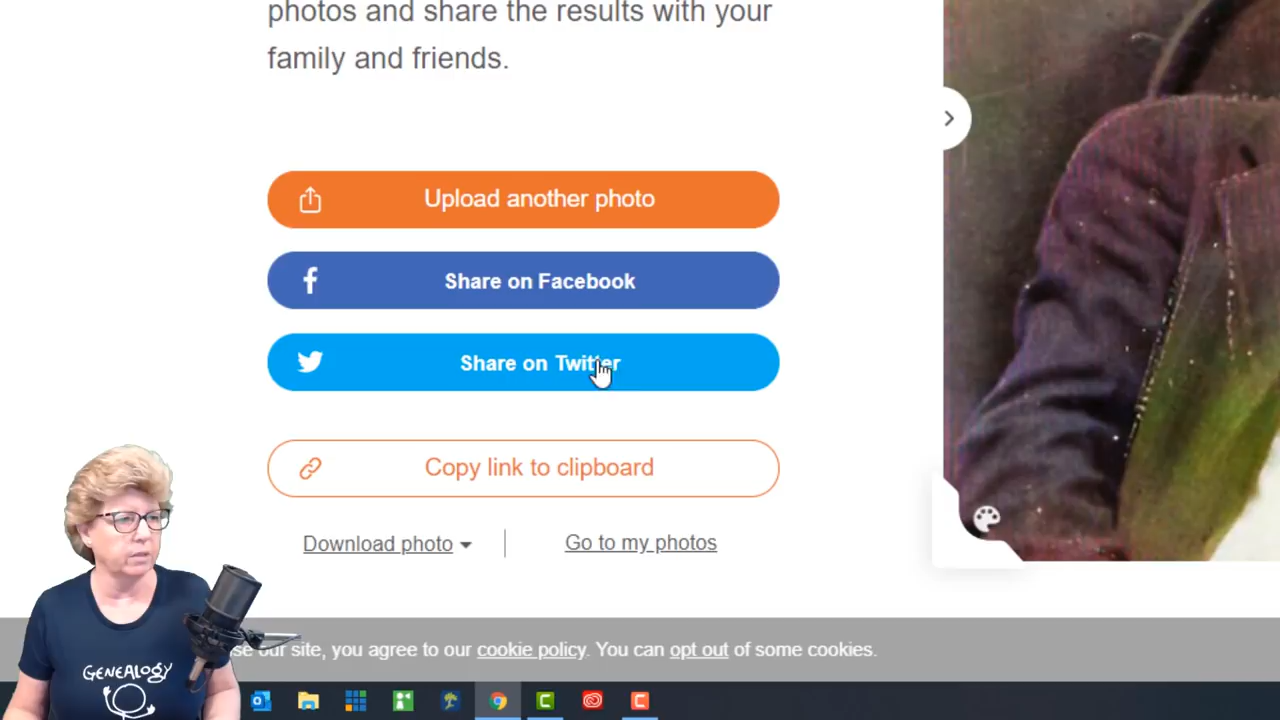 photos and share the results with your
family and friends.
Upload another photo
Share on Facebook
Share on Twitter
Copy link to clipboard
Download photo
Go to my photos
se our site, you agree to our cookie policy. You can opt out of some cookies.
GENEALOGY